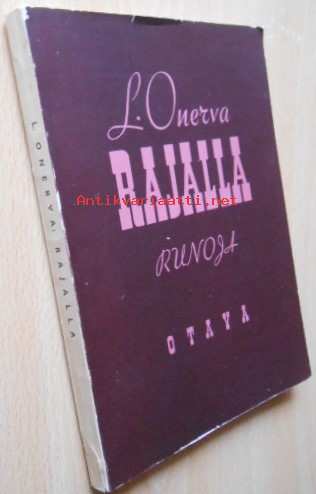 L. Onerva
RAJALLA
RUNOJA
OTAVA
L. ONERVA: RAJALLA
Antikvariaatti.net